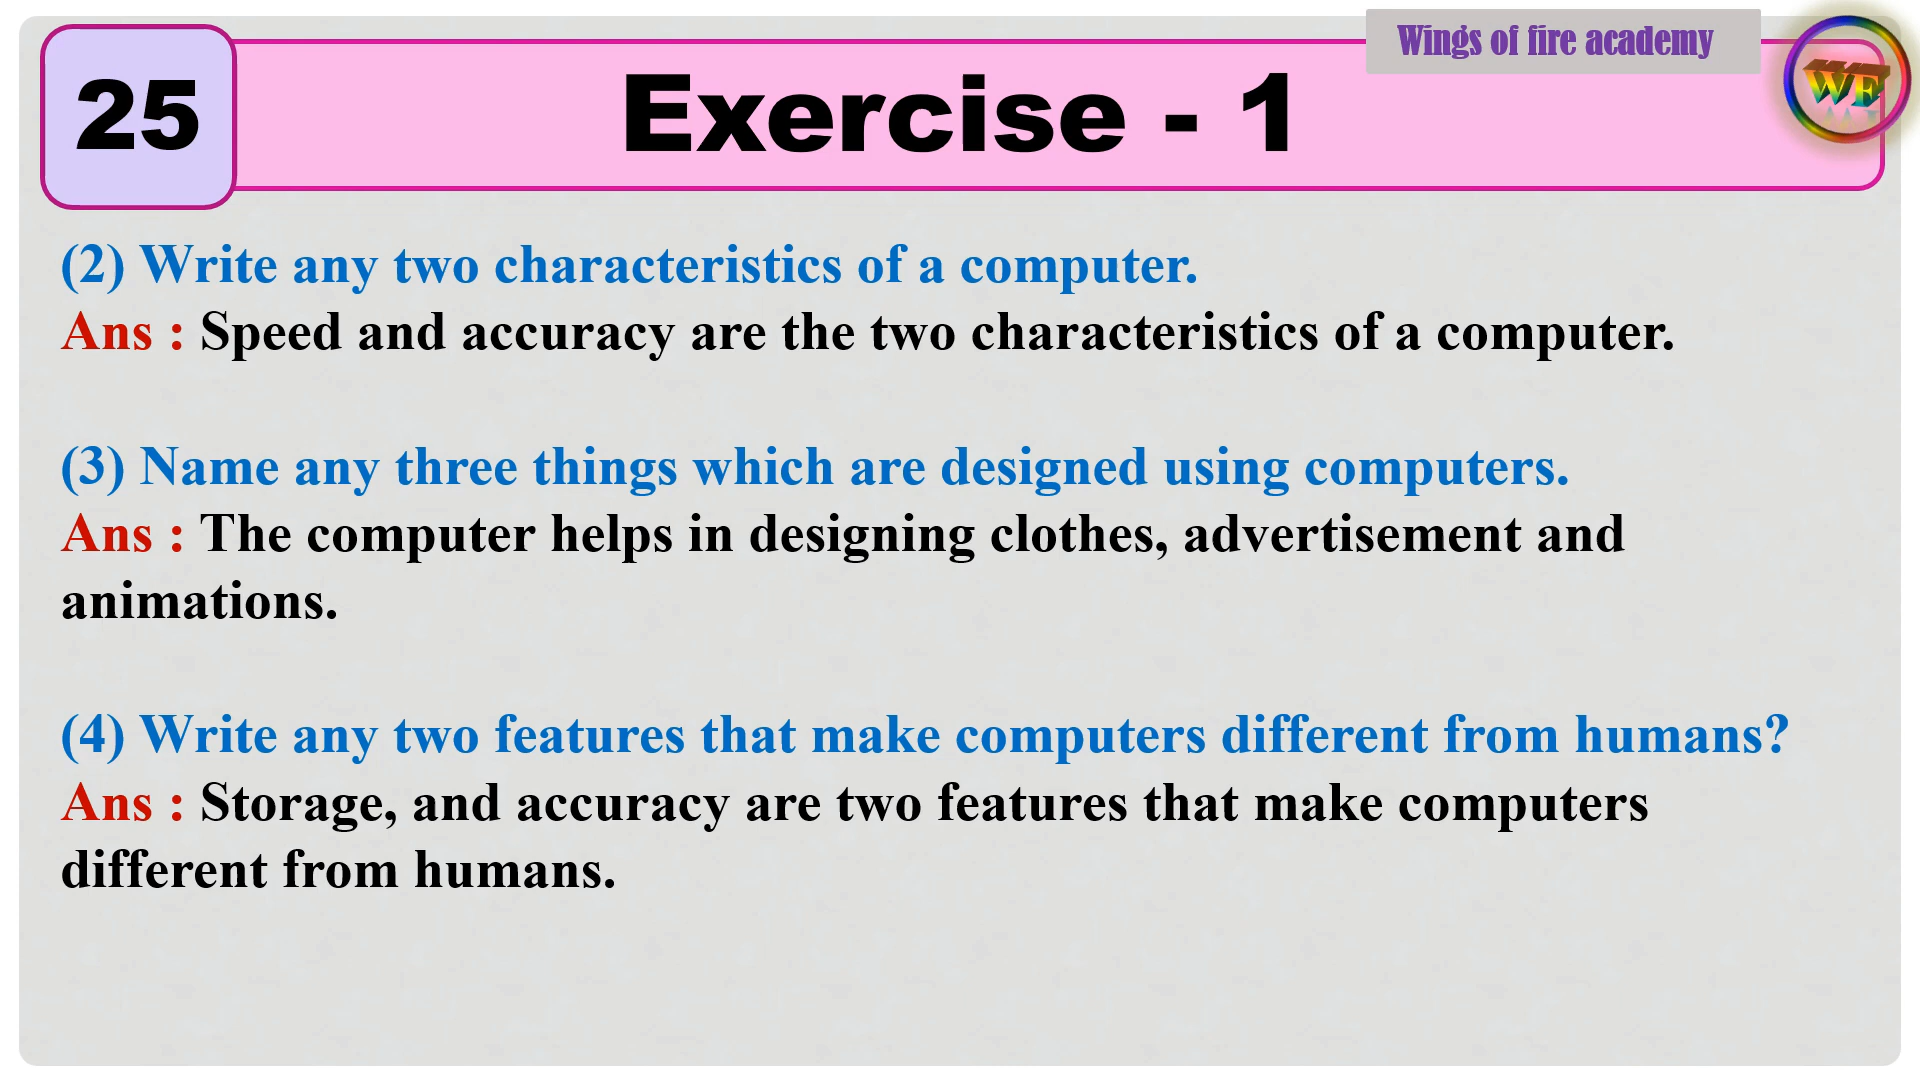 Wings of fire academy
WF
25
Exercise - 1
(2) Write any two characteristics of a computer.
Ans : Speed and accuracy are the two characteristics of a computer.
(3) Name any three things which are designed using computers.
Ans : The computer helps in designing clothes, advertisement and
animations.
(4) Write any two features that make computers different from humans?
Ans : Storage, and accuracy are two features that make computers
different from humans.